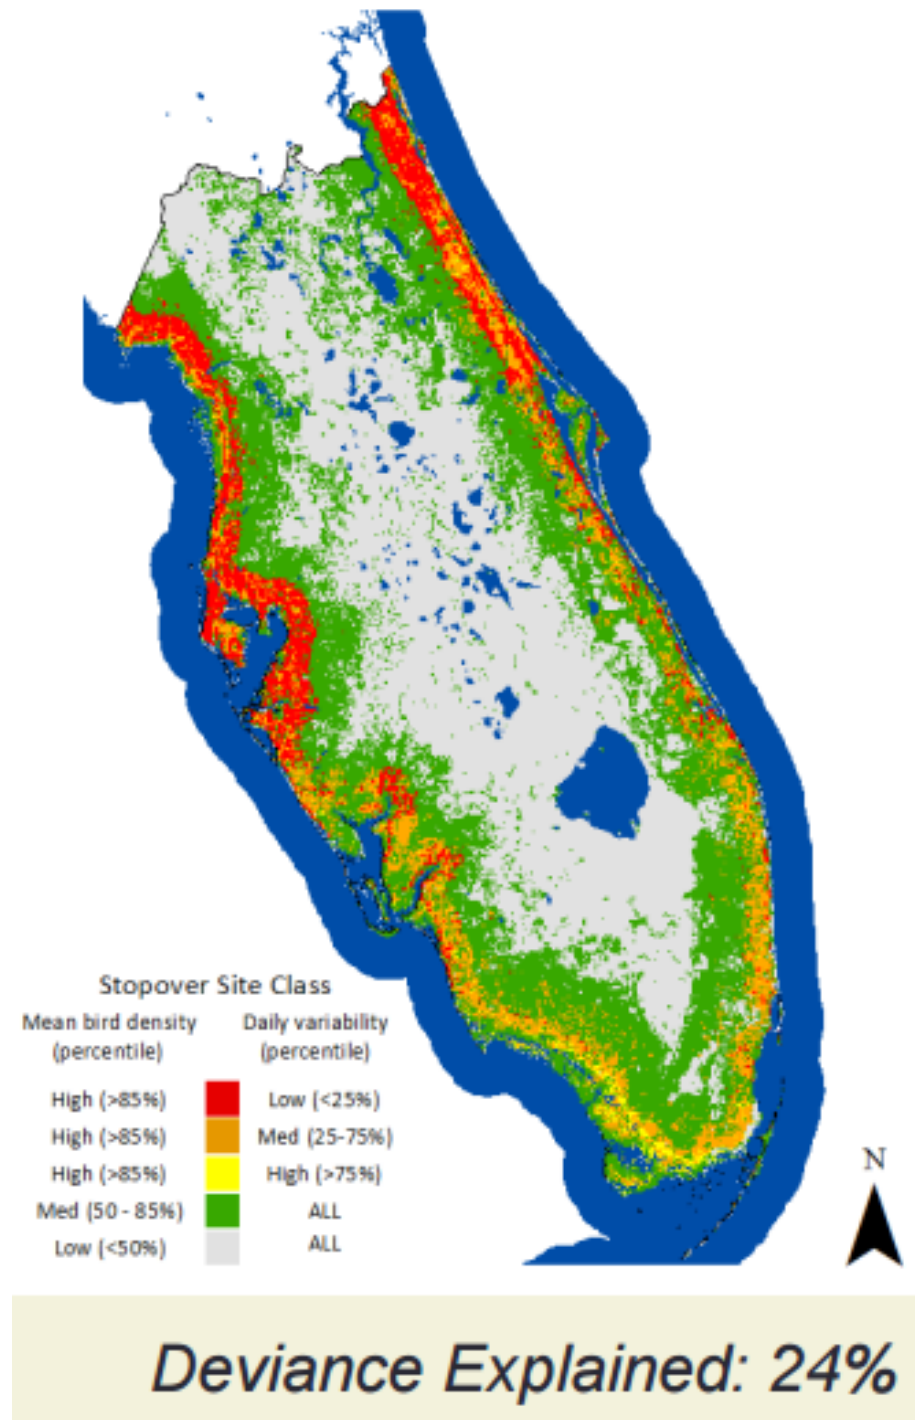 N
Stopover Site Class
Mean bird density Daily variability
(percentile) (percentile)
High (>85%) Low (<25%)
High (>85%) Med (25-75%)
High (>85%) High (>75%)
Med (50 - 85%) ALL
Low (<50%) ALL
Deviance Explained: 24%